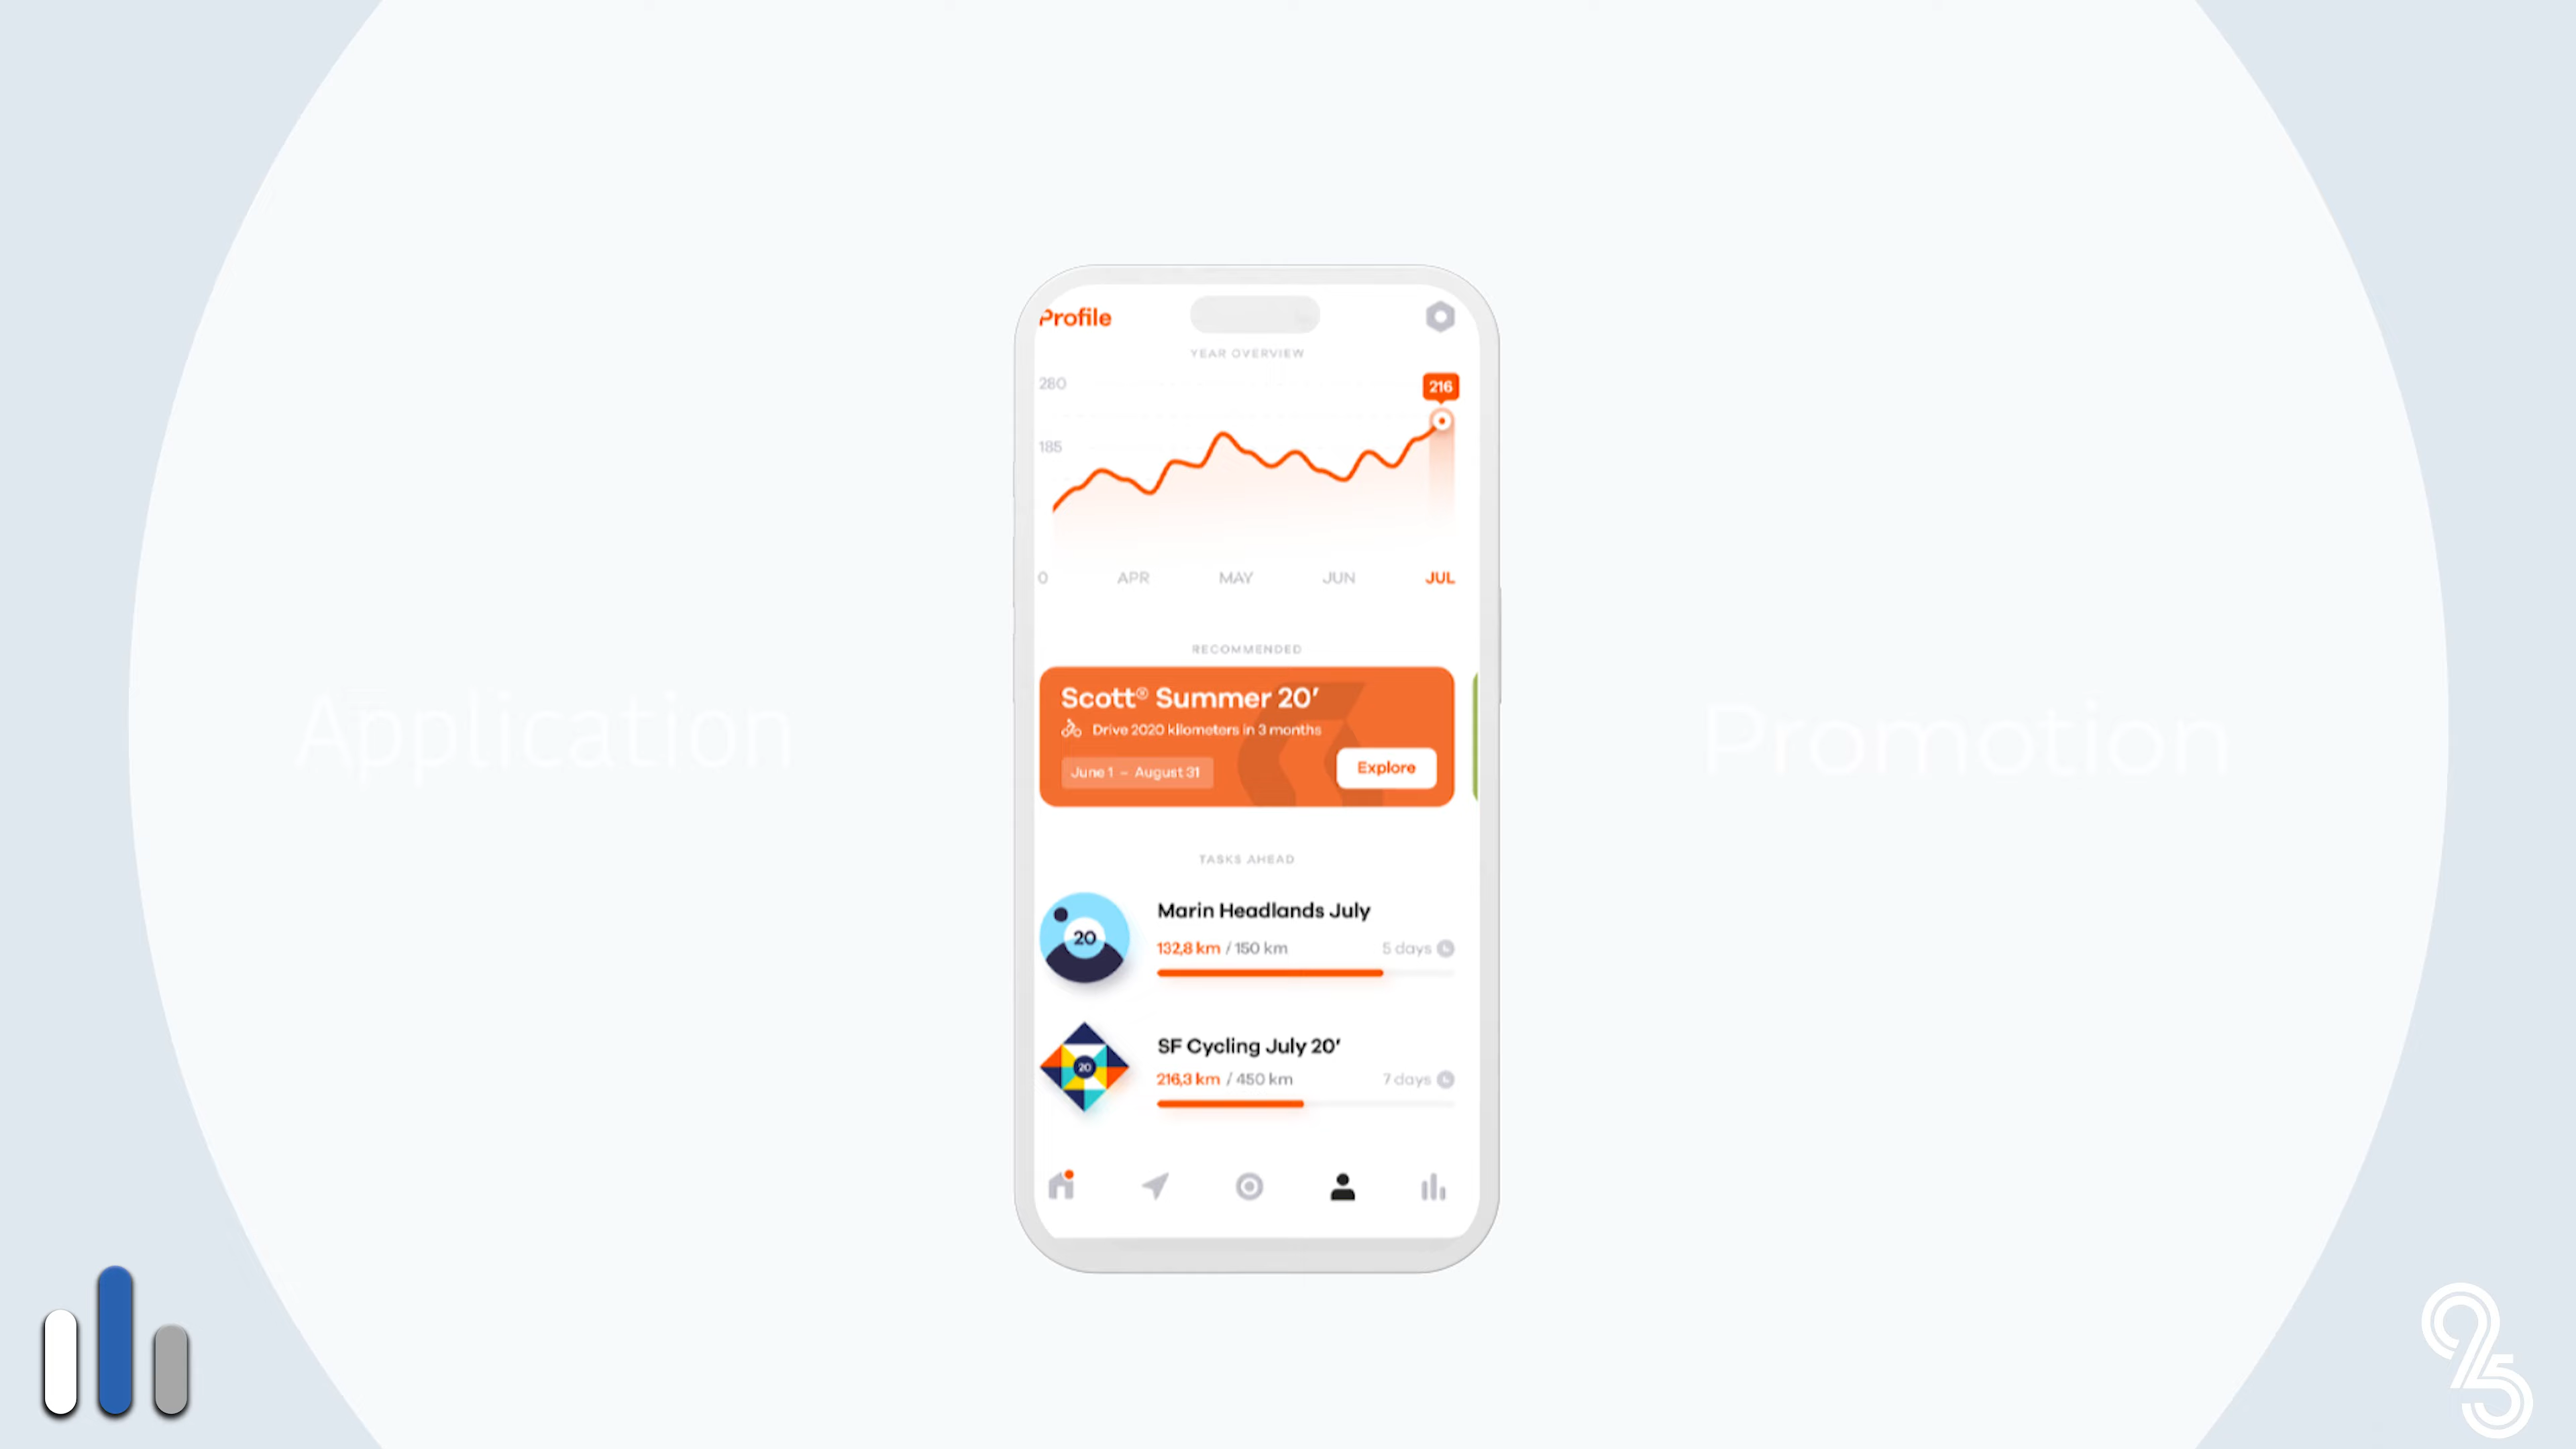 Profile
YEAR OVERVIEW
280
216
185
0 APR MAY JUN JUL
RECOMMENDED
Scott® Summer 20’
Drive 2020 kilometers in 3 months
June 1 – August 31
Explore
TASKS AHEAD
20
Marin Headlands July
132,8 km / 150 km
5 days
20
SF Cycling July 20’
216,3 km / 450 km
7 days
Application
Promotion
25